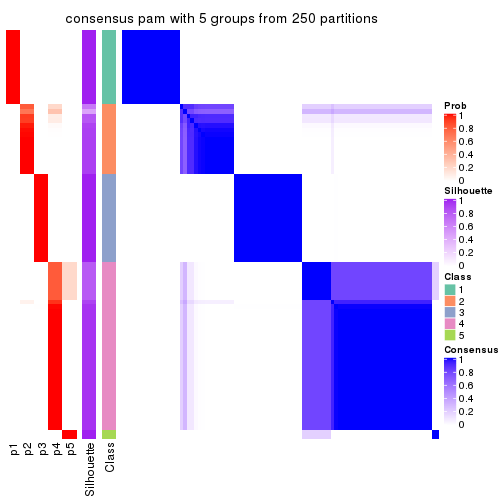 consensus pam with 5 groups from 250 partitions
Prob
1
0.8
0.6
0.4
0.2
0
Silhouette
1
0.8
0.6
0.4
0.2
0
Class
1
2
3
4
5
Consensus
1
0.8
0.6
0.4
0.2
0
p1
p2
p3
p4
p5
Silhouette
Class